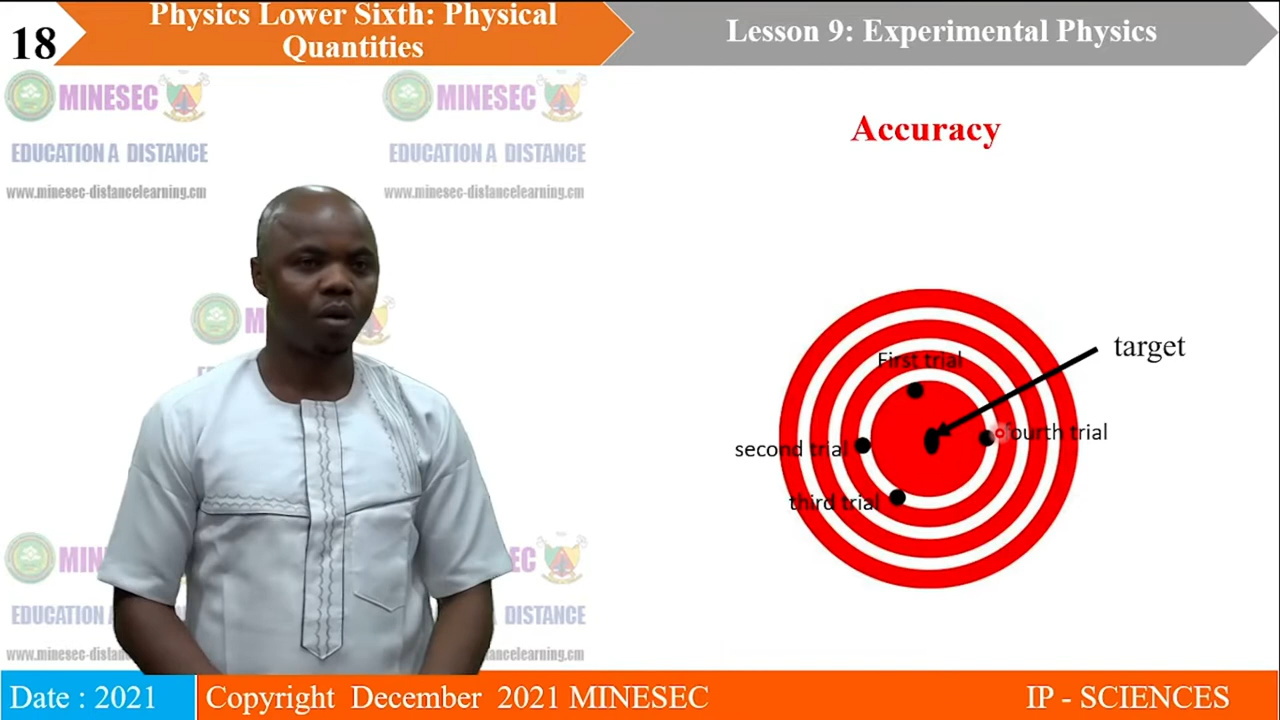 18
Physics Lower Sixth: Physical
Quantities
Lesson 9: Experimental Physics
MINESEC
MINESEC
EDUCATION A DISTANCE
EDUCATION A DISTANCE
www.minesec-distancelearning.cm
www.minesec-distancelearning.cm
Accuracy
target
First trial
fourth trial
second trial
third trial
EDUCATION A DISTANCE
Date : 2021
Copyright December 2021 MINESEC
IP - SCIENCES